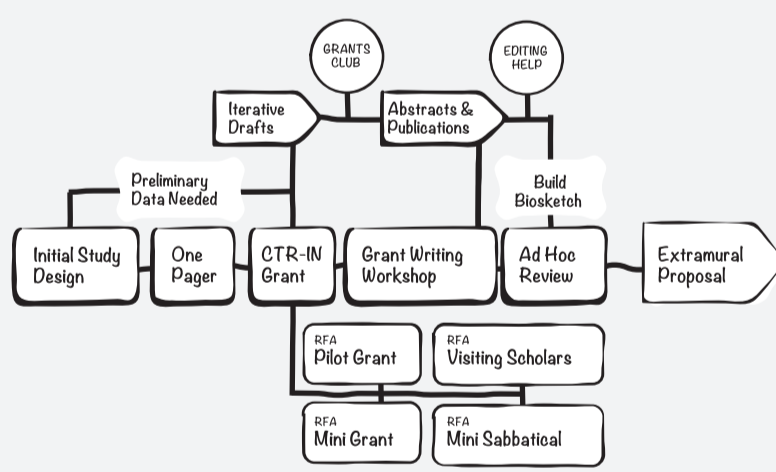 GRANTS
CLUB
EDITING
HELP
Iterative
Drafts
Abstracts &
Publications
Preliminary
Data Needed
Build
Biosketch
Initial Study
Design
One
Pager
CTR-IN
Grant
Grant Writing
Workshop
Ad Hoc
Review
Extramural
Proposal
RFA
Pilot Grant
RFA
Visiting Scholars
RFA
Mini Grant
RFA
Mini Sabbatical